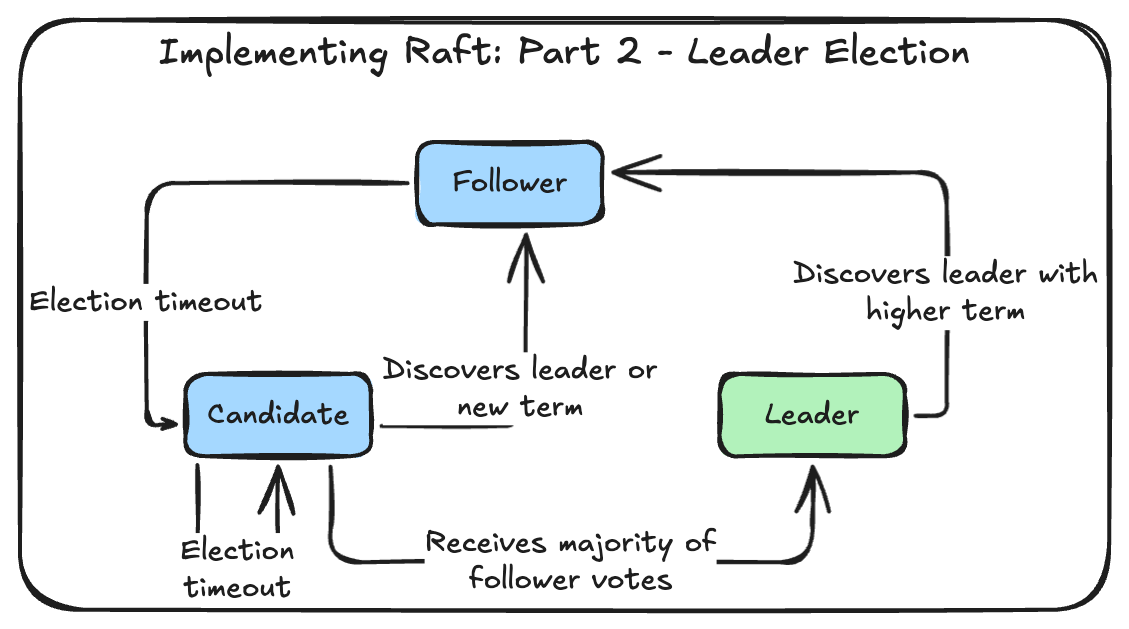 Implementing Raft: Part 2 - Leader Election
Follower
Election timeout
Discovers leader with
higher term
Discovers leader or
new term
Candidate
Leader
Election
timeout
Receives majority of
follower votes